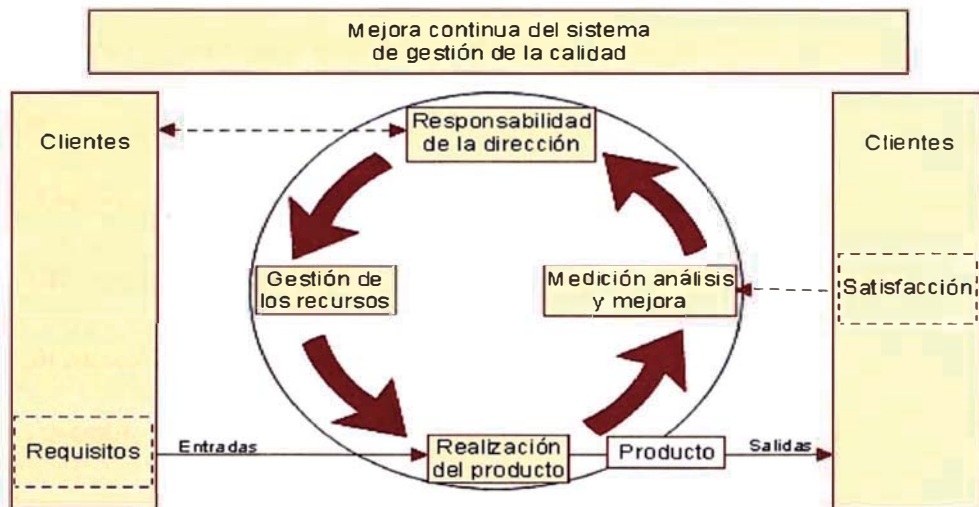 Mejora continua del sistema
de gestión de la calidad
Clientes
Responsabilidad
de la dirección
Clientes
Gestión de
los recursos
Medición análisis
y mejora
Satisfacción
Requisitos
Entradas
Realización
del producto
Producto
Salidas